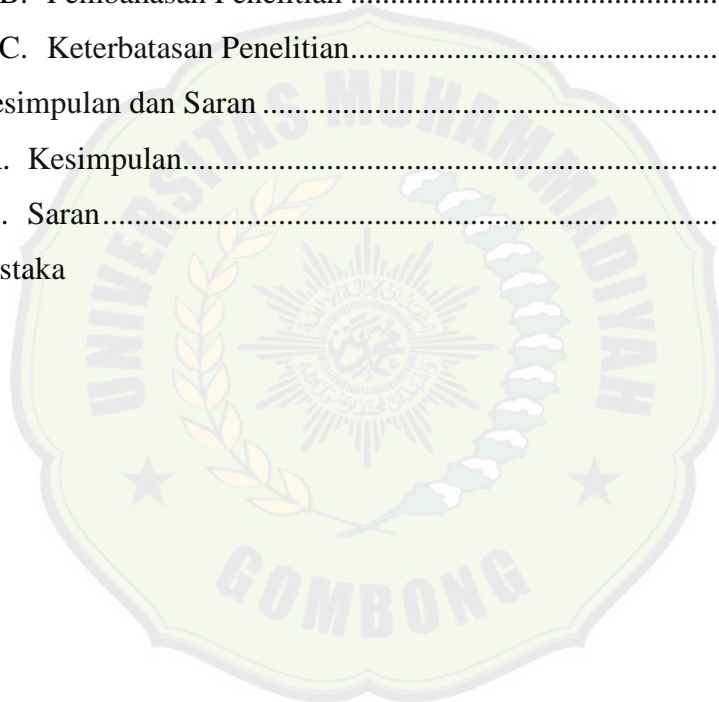 B. Pembahasan Penelitian ..........................................................
C. Keterbatasan Penelitian..........................................................
esimpulan dan Saran ......................................................................
. Kesimpulan.................................................................................
. Saran...........................................................................................
staka
UNIVERSITAS MUHAMMADIYAH
GOMBONG